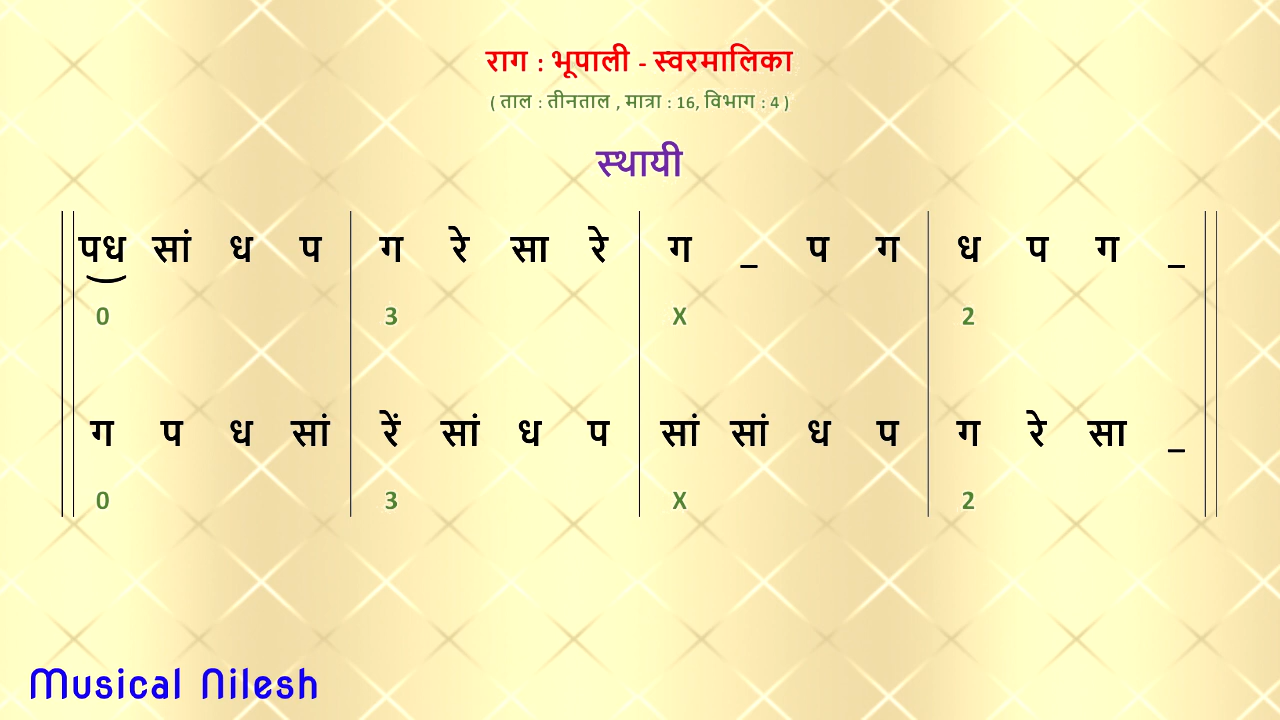 राग : भूपाली - स्वरमालिका
( ताल : तीनताल , मात्रा : 16, विभाग : 4 )
स्थायी
पध सां ध प ग रे सा रे ग _ प ग ध प ग _
0 3 X 2
ग प ध सां रें सां ध प सां सां ध प ग रे सा _
0 3 X 2
Musical Nilesh